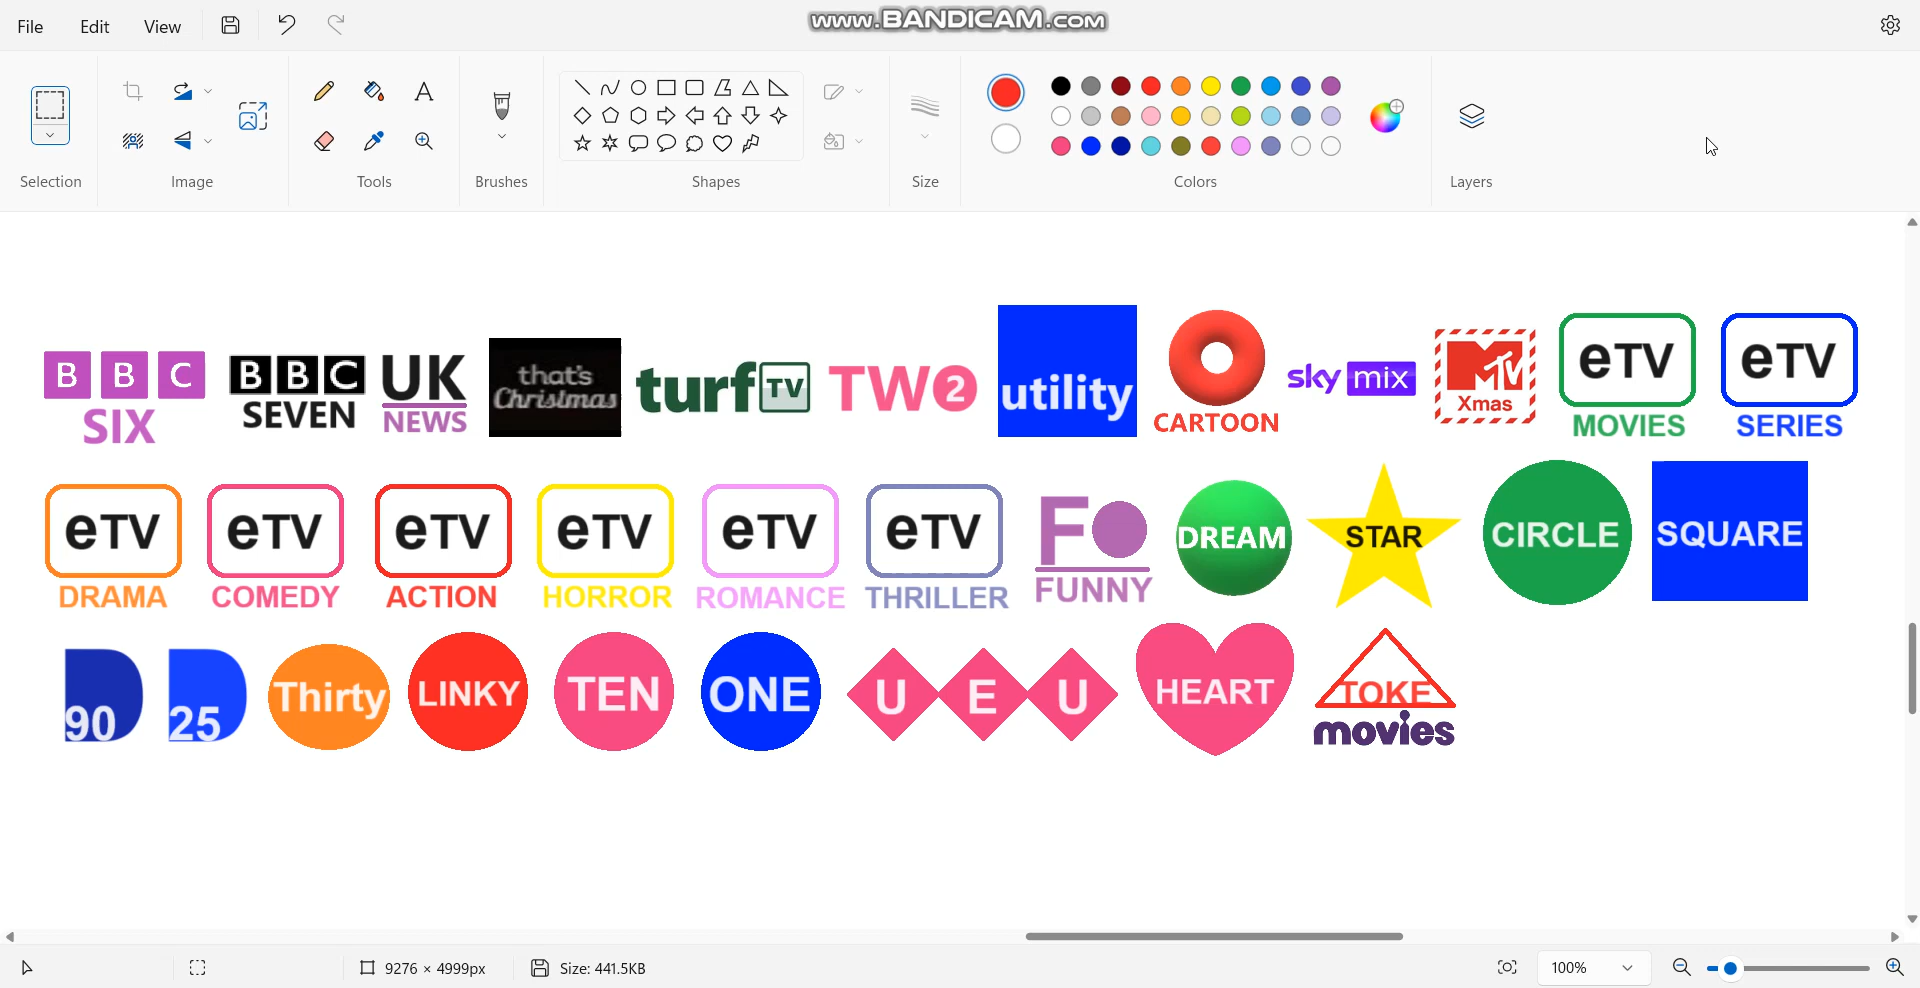 www.BANDICAM.com
File Edit View
Selection Image Tools Brushes Shapes Size Colors Layers
BBC SIX
BBC SEVEN
UK NEWS
that's Christmas
turf TV
TWO2
utility
CARTOON
sky mix
MTV Xmas
eTV MOVIES
eTV SERIES
eTV DRAMA
eTV COMEDY
eTV ACTION
eTV HORROR
eTV ROMANCE
eTV THRILLER
F FUNNY
DREAM
STAR
CIRCLE
SQUARE
90
25
Thirty
LINKY
TEN
ONE
U E U
HEART
TOKE movies
9276 × 4999px Size: 441.5KB 100%